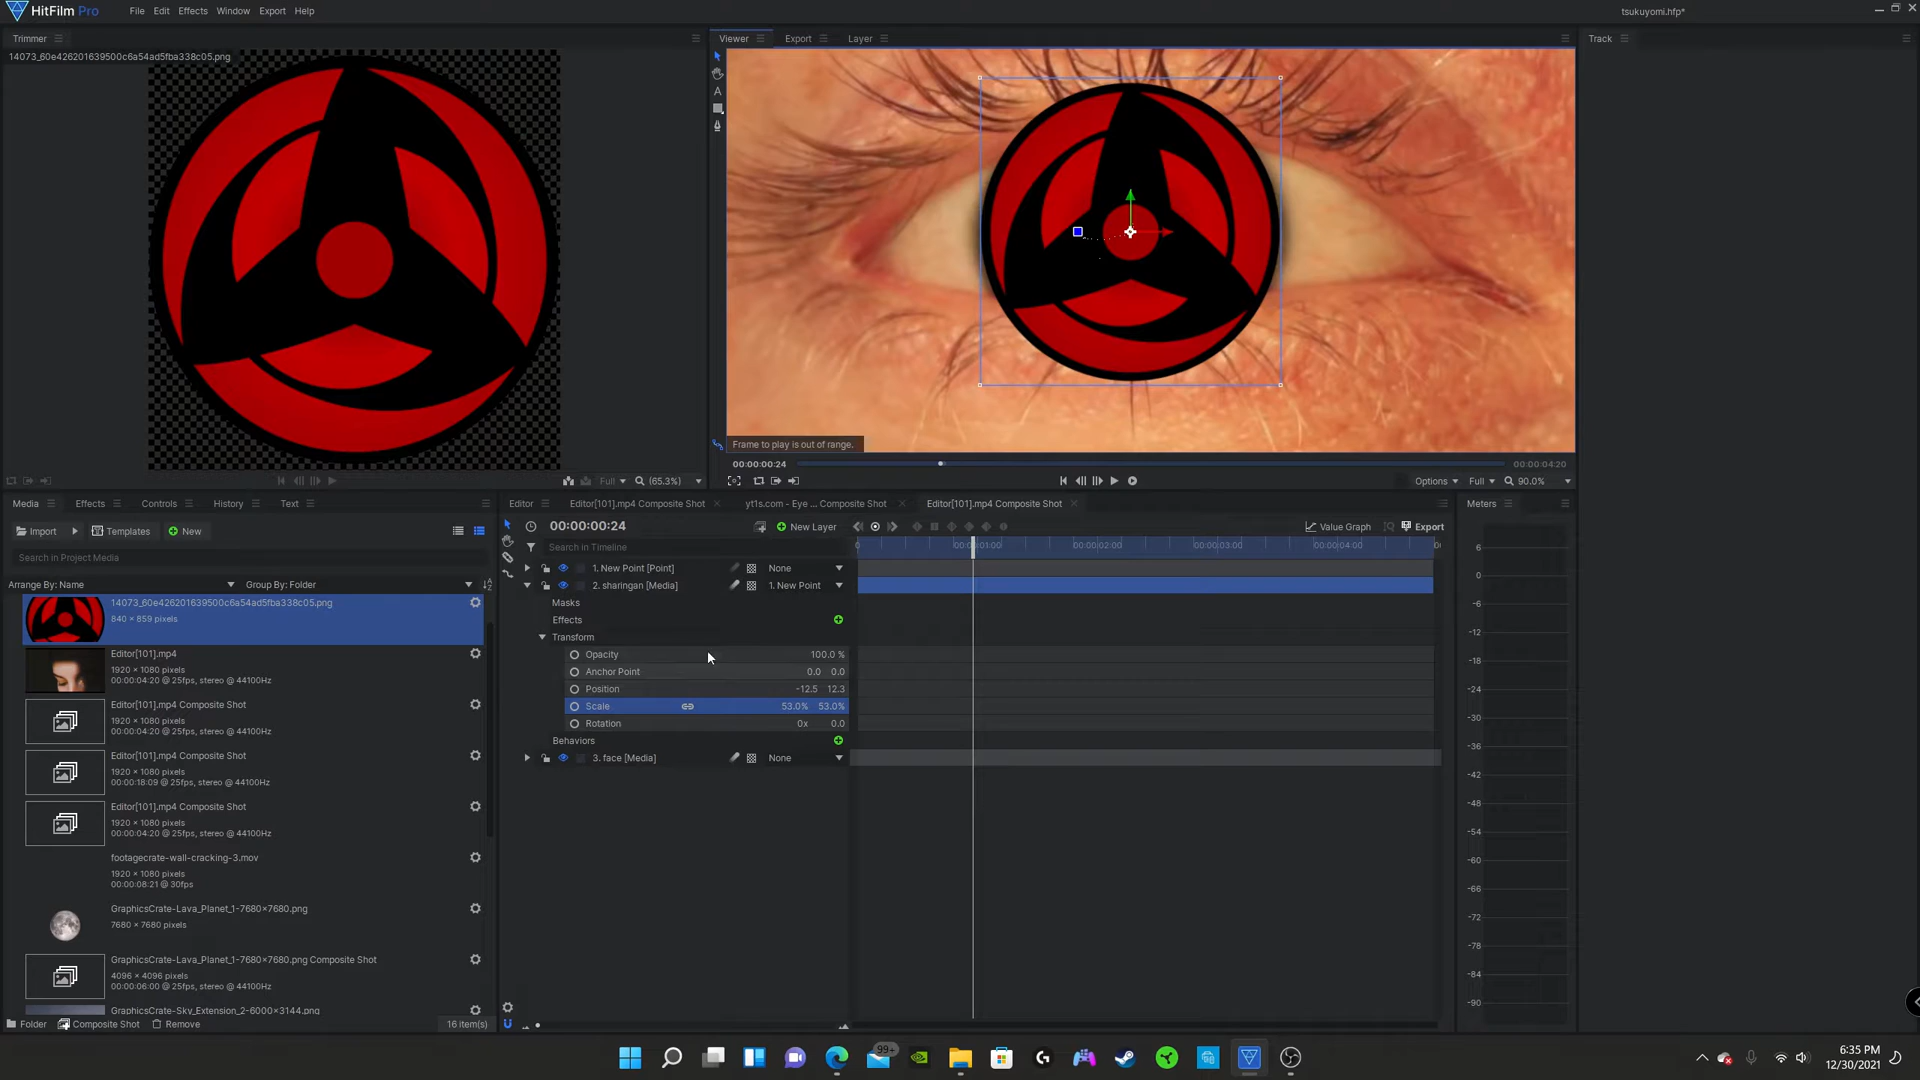 HitFilm Pro
File Edit Effects Window Export Help
tsukuyomi.hfp*
Trimmer
14073_60e426201639500c6a54ad5fba338c05.png
Viewer Export Layer
Track
Frame to play is out of range.
00:00:00:24
00:00:04:20
Full (65.3%)
Options Full 90.0%
Media Effects Controls History Text
Import Templates New
Search in Project Media
Arrange By: Name Group By: Folder
14073_60e426201639500c6a54ad5fba338c05.png
840 × 859 pixels
Editor[101].mp4
1920 × 1080 pixels
00:00:04:20 @ 25fps, stereo @ 44100Hz
Editor[101].mp4 Composite Shot
1920 × 1080 pixels
00:00:04:20 @ 25fps, stereo @ 44100Hz
Editor[101].mp4 Composite Shot
1920 × 1080 pixels
00:00:18:09 @ 25fps, stereo @ 44100Hz
Editor[101].mp4 Composite Shot
1920 × 1080 pixels
00:00:04:20 @ 25fps, stereo @ 44100Hz
footagecrate-wall-cracking-3.mov
1920 × 1080 pixels
00:00:08:21 @ 30fps
GraphicsCrate-Lava_Planet_1-7680×7680.png
7680 × 7680 pixels
GraphicsCrate-Lava_Planet_1-7680×7680.png Composite Shot
4096 × 4096 pixels
00:00:06:00 @ 25fps, stereo @ 44100Hz
GraphicsCrate-Sky_Extension_2-6000×3144.png
Folder Composite Shot Remove
16 item(s)
Editor Editor[101].mp4 Composite Shot yt1s.com - Eye ... Composite Shot Editor[101].mp4 Composite Shot
00:00:00:24
New Layer
Value Graph Export
Search in Timeline
0 00:00:01:00 00:00:02:00 00:00:03:00 00:00:04:00
1. New Point [Point] None
2. sharingan [Media] 1. New Point
Masks
Effects
Transform
Opacity 100.0 %
Anchor Point 0.0 0.0
Position -12.5 12.3
Scale 53.0% 53.0%
Rotation 0x 0.0
Behaviors
3. face [Media] None
Meters
6
0
-6
-12
-18
-24
-30
-36
-42
-48
-54
-60
-66
-72
-78
-84
-90
99+
6:35 PM
12/30/2021